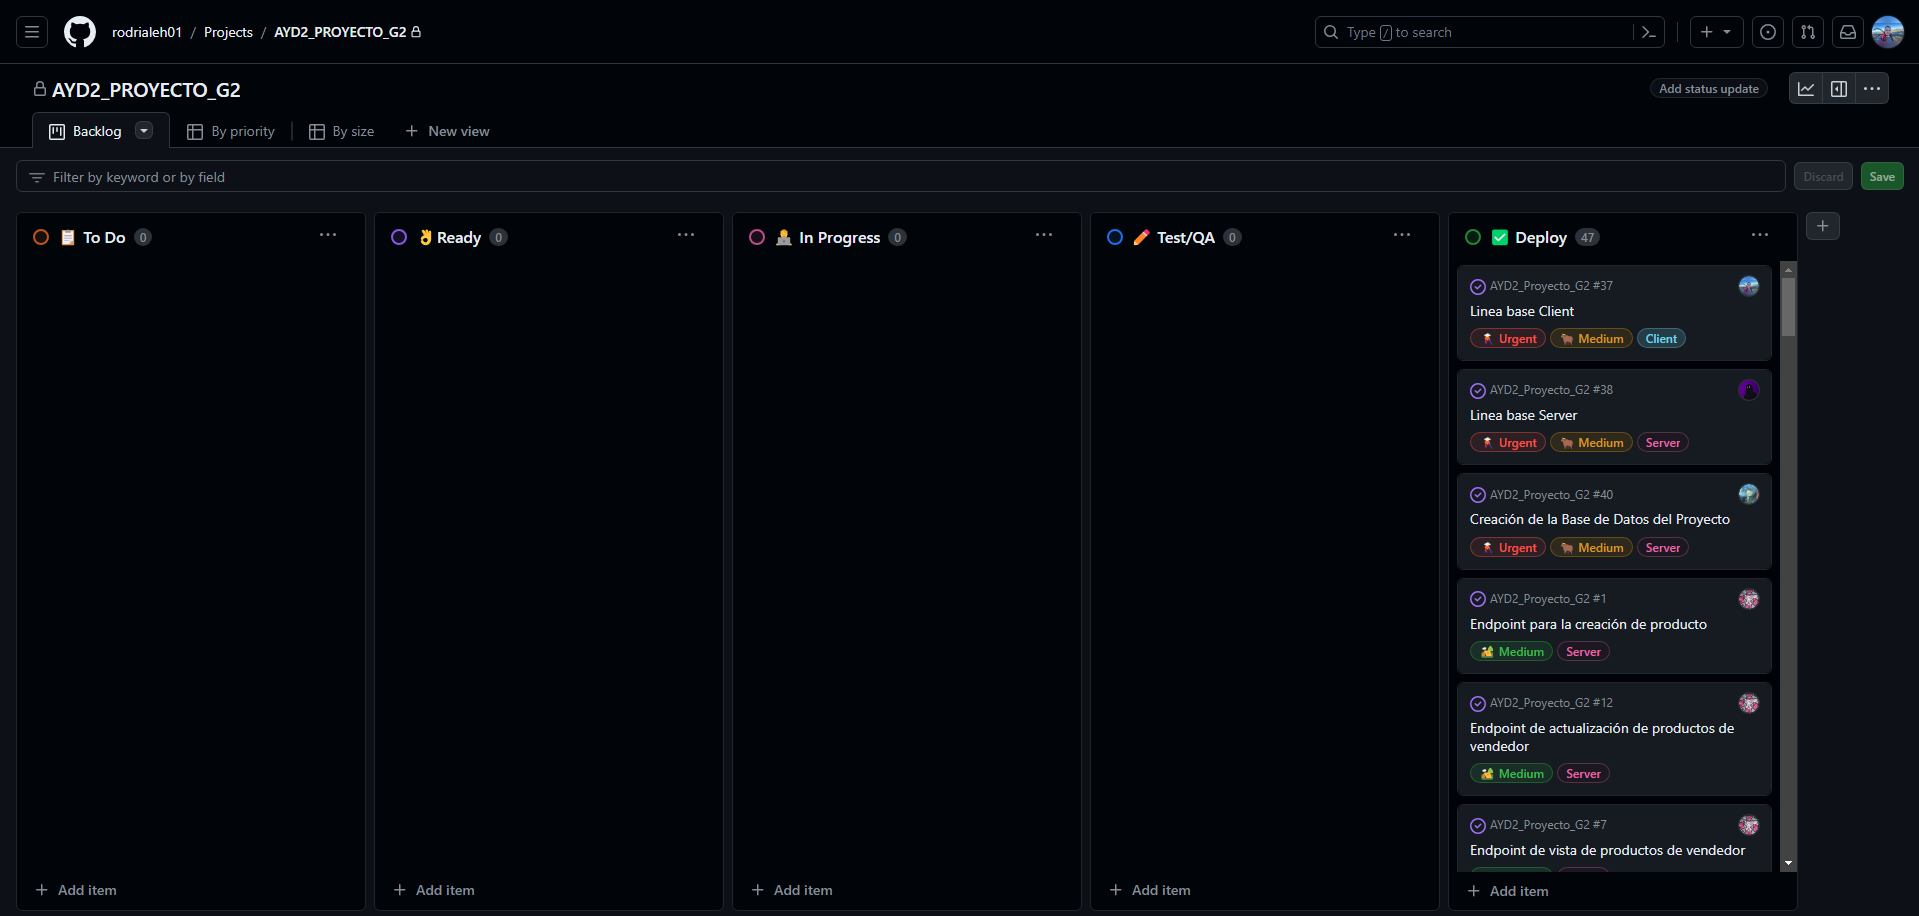 rodrialeh01 / Projects / AYD2_PROYECTO_G2
Type / to search
AYD2_PROYECTO_G2
Add status update
Backlog
By priority
By size
New view
Filter by keyword or by field
Discard
Save
To Do 0
Ready 0
In Progress 0
Test/QA 0
Deploy 47
AYD2_Proyecto_G2 #37
Linea base Client
Urgent Medium Client
AYD2_Proyecto_G2 #38
Linea base Server
Urgent Medium Server
AYD2_Proyecto_G2 #40
Creación de la Base de Datos del Proyecto
Urgent Medium Server
AYD2_Proyecto_G2 #1
Endpoint para la creación de producto
Medium Server
AYD2_Proyecto_G2 #12
Endpoint de actualización de productos de
vendedor
Medium Server
AYD2_Proyecto_G2 #7
Endpoint de vista de productos de vendedor
Add item
Add item
Add item
Add item
Add item